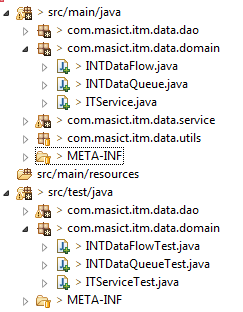 > src/main/java
> com.masict.itm.data.dao
> com.masict.itm.data.domain
> INTDataFlow.java
> INTDataQueue.java
> ITService.java
> com.masict.itm.data.service
> com.masict.itm.data.utils
> META-INF
src/main/resources
> src/test/java
> com.masict.itm.data.dao
> com.masict.itm.data.domain
> INTDataFlowTest.java
> INTDataQueueTest.java
> ITServiceTest.java
> META-INF